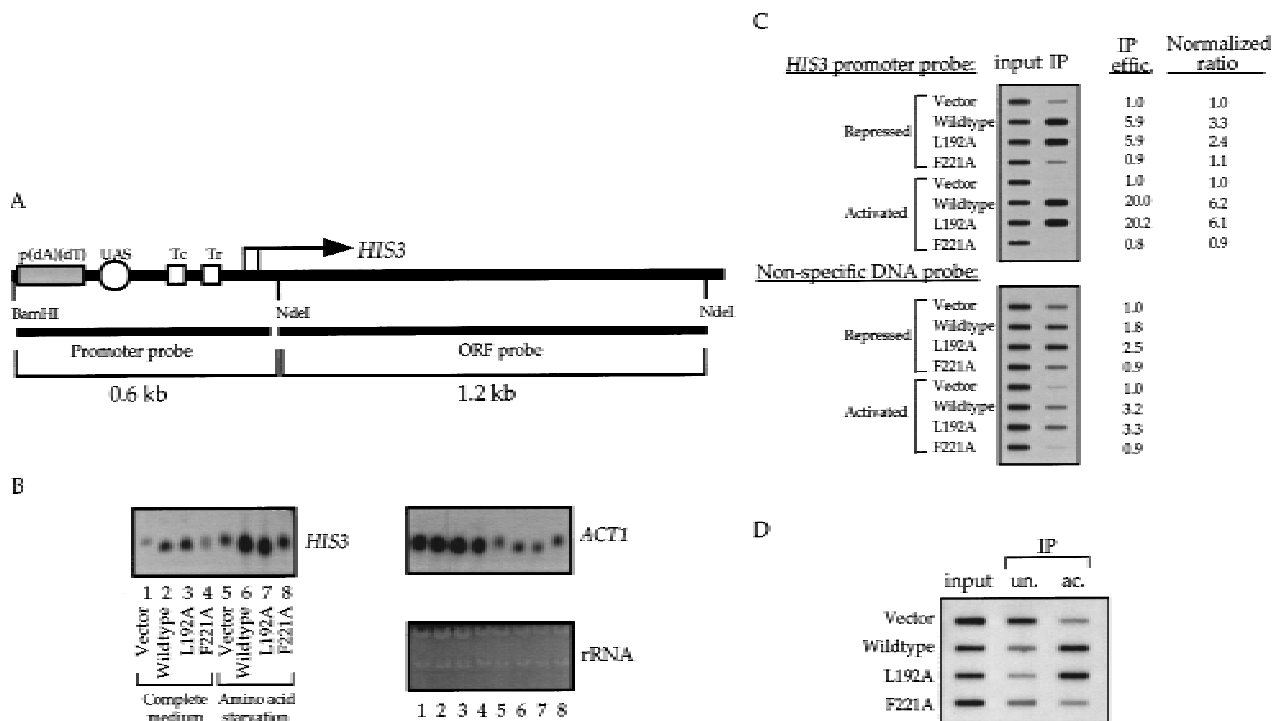 A
p(dA)(dT) UAS Tc Tr HIS3
BamHI NdeI NdeI
Promoter probe ORF probe
0.6 kb 1.2 kb
B
HIS3
1 2 3 4 5 6 7 8
Vector Wildtype L192A F221A Vector Wildtype L192A F221A
Complete medium Amino acid starvation
ACT1
rRNA
1 2 3 4 5 6 7 8
C
IP effic. Normalized ratio
HIS3 promoter probe: input IP
Repressed
Vector 1.0 1.0
Wildtype 5.9 3.3
L192A 5.9 2.4
F221A 0.9 1.1
Activated
Vector 1.0 1.0
Wildtype 20.0 6.2
L192A 20.2 6.1
F221A 0.8 0.9
Non-specific DNA probe:
Repressed
Vector 1.0
Wildtype 1.8
L192A 2.5
F221A 0.9
Activated
Vector 1.0
Wildtype 3.2
L192A 3.3
F221A 0.9
D
IP
input un. ac.
Vector
Wildtype
L192A
F221A